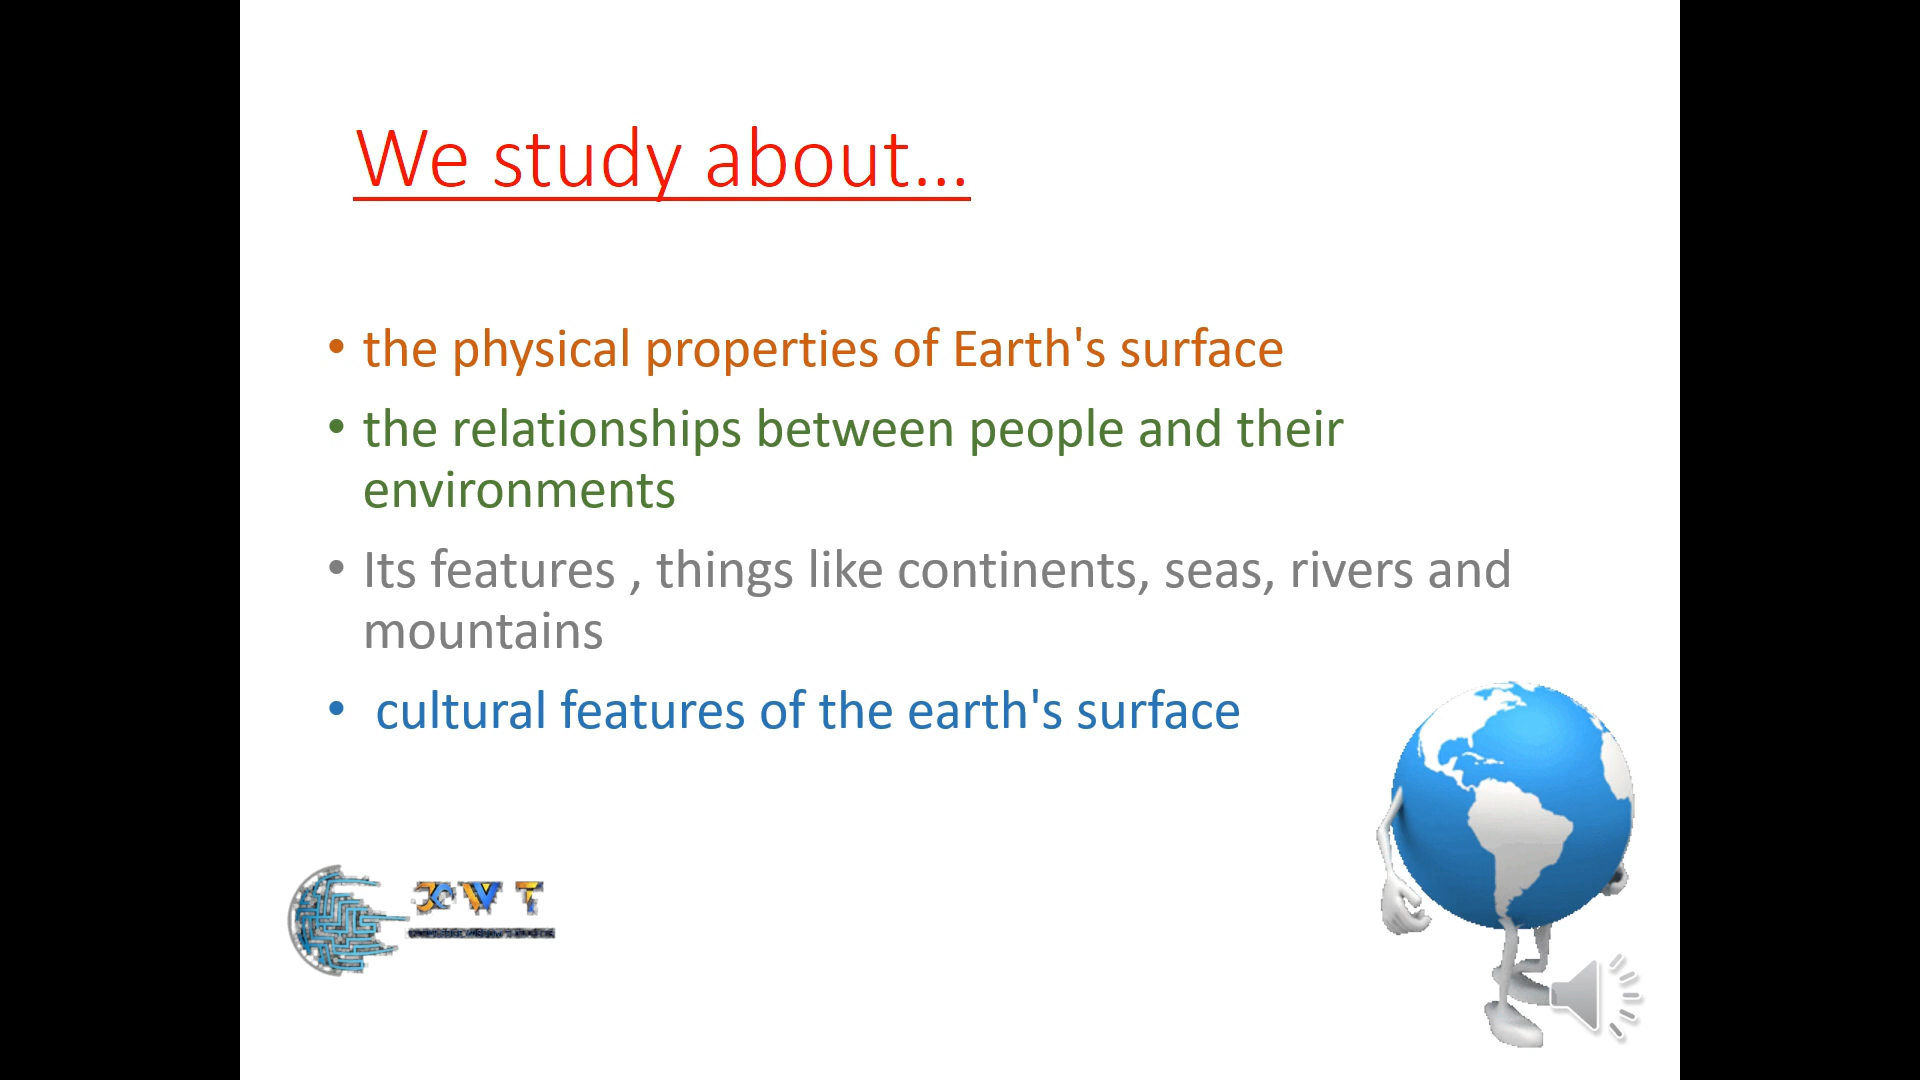 We study about...
• the physical properties of Earth's surface
• the relationships between people and their
environments
• Its features , things like continents, seas, rivers and
mountains
• cultural features of the earth's surface